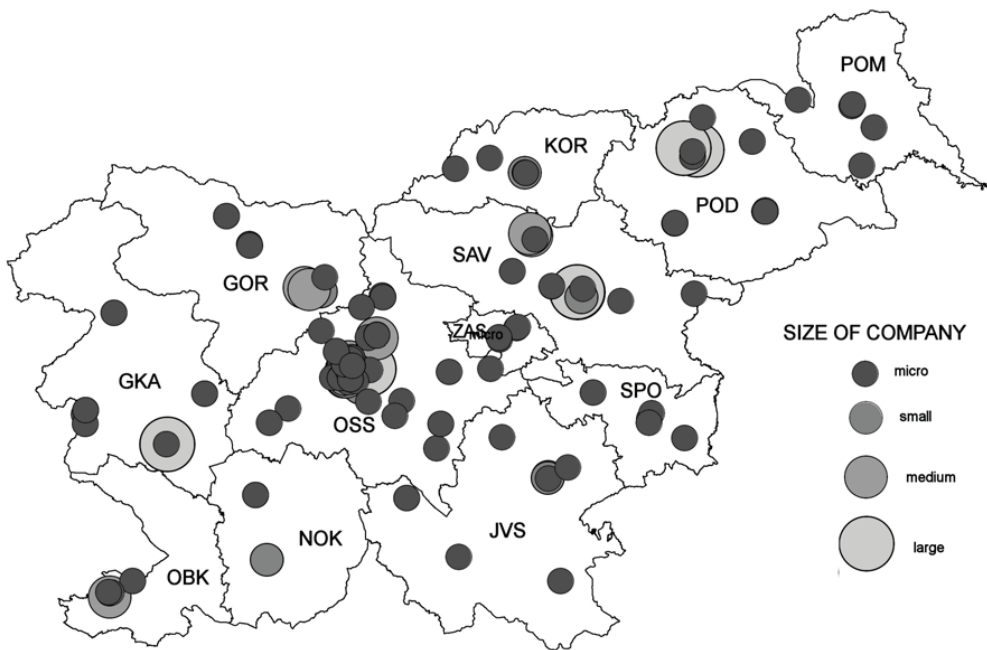 POM
KOR
POD
SAV
GOR
SIZE OF COMPANY
ZAS
micro
micro
GKA
SPO
small
OSS
medium
JVS
NOK
large
OBK